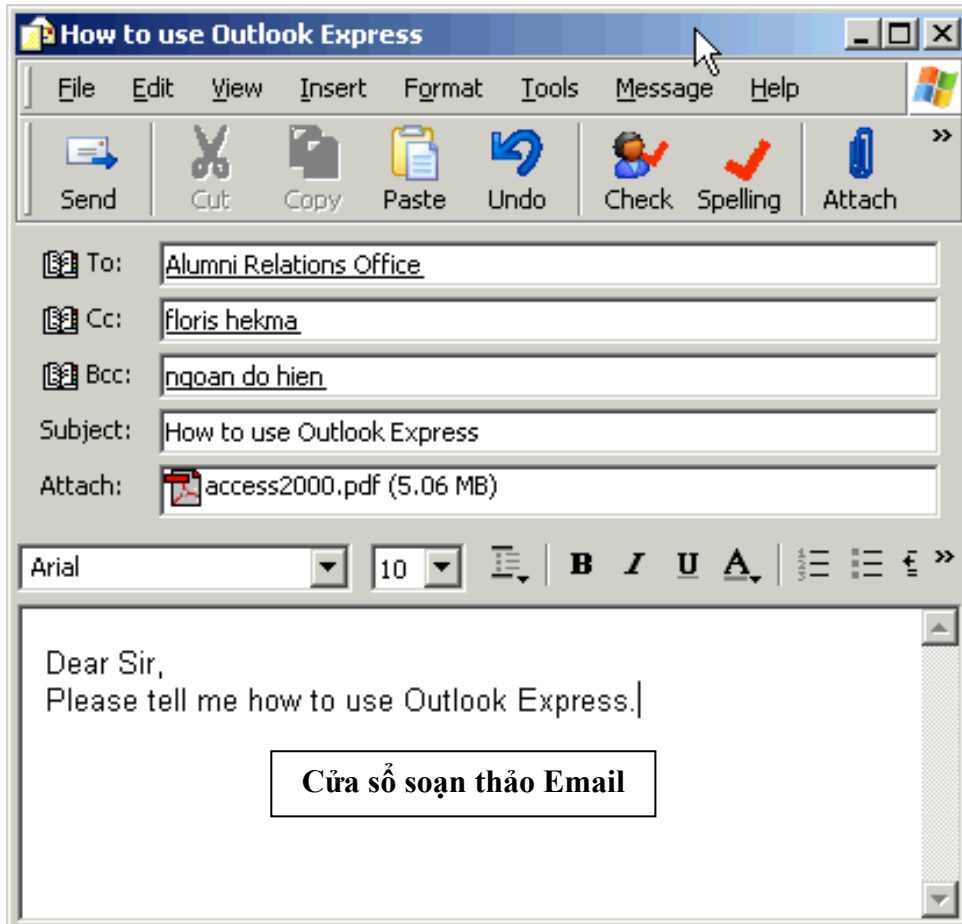 How to use Outlook Express
File Edit View Insert Format Tools Message Help
Send Cut Copy Paste Undo Check Spelling Attach »
To: Alumni Relations Office
Cc: floris hekma
Bcc: ngoan do hien
Subject: How to use Outlook Express
Attach: access2000.pdf (5.06 MB)
Arial 10 B I U A »
Dear Sir,
Please tell me how to use Outlook Express.
Cửa sổ soạn thảo Email